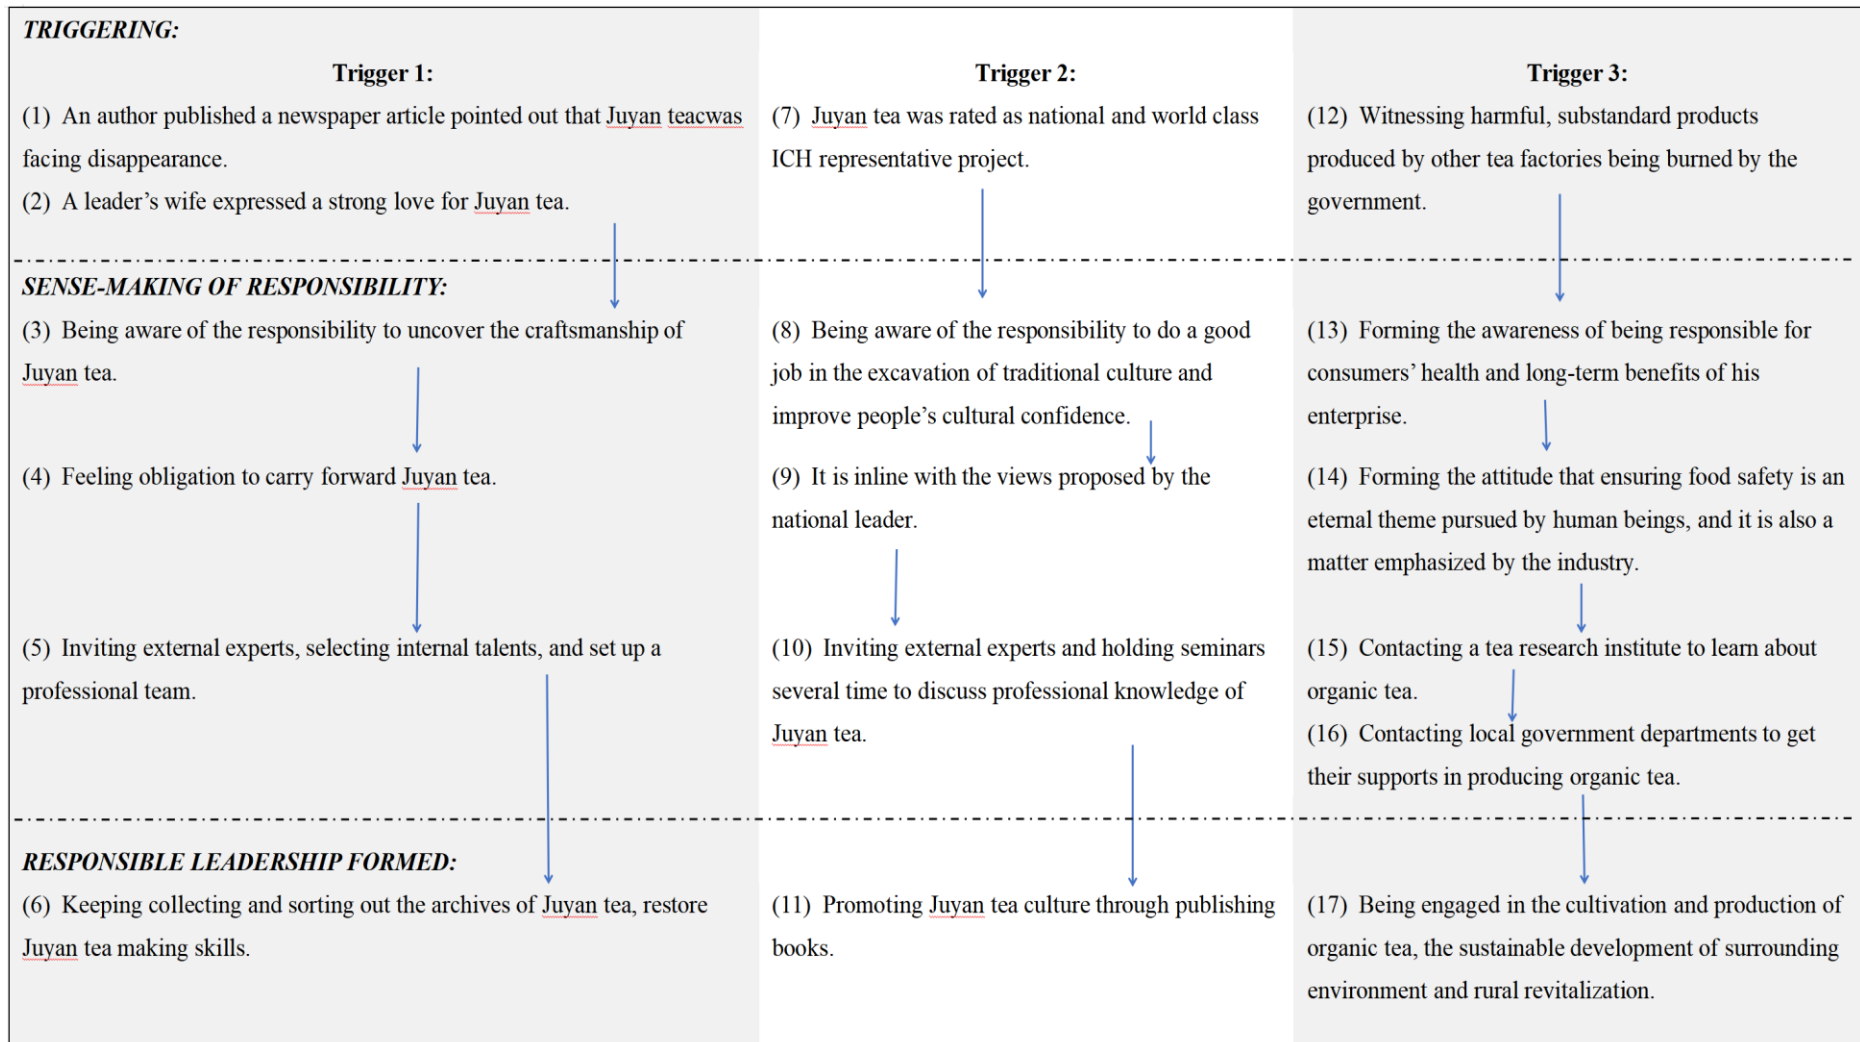 TRIGGERING:
Trigger 1:
(1) An author published a newspaper article pointed out that Juyan teacwas
facing disappearance.
(2) A leader's wife expressed a strong love for Juyan tea.
Trigger 2:
(7) Juyan tea was rated as national and world class
ICH representative project.
Trigger 3:
(12) Witnessing harmful, substandard products
produced by other tea factories being burned by the
government.
SENSE-MAKING OF RESPONSIBILITY:
(3) Being aware of the responsibility to uncover the craftsmanship of
Juyan tea.
(4) Feeling obligation to carry forward Juyan tea.
(5) Inviting external experts, selecting internal talents, and set up a
professional team.
(8) Being aware of the responsibility to do a good
job in the excavation of traditional culture and
improve people's cultural confidence.
(9) It is inline with the views proposed by the
national leader.
(10) Inviting external experts and holding seminars
several time to discuss professional knowledge of
Juyan tea.
(13) Forming the awareness of being responsible for
consumers' health and long-term benefits of his
enterprise.
(14) Forming the attitude that ensuring food safety is an
eternal theme pursued by human beings, and it is also a
matter emphasized by the industry.
(15) Contacting a tea research institute to learn about
organic tea.
(16) Contacting local government departments to get
their supports in producing organic tea.
RESPONSIBLE LEADERSHIP FORMED:
(6) Keeping collecting and sorting out the archives of Juyan tea, restore
Juyan tea making skills.
(11) Promoting Juyan tea culture through publishing
books.
(17) Being engaged in the cultivation and production of
organic tea, the sustainable development of surrounding
environment and rural revitalization.